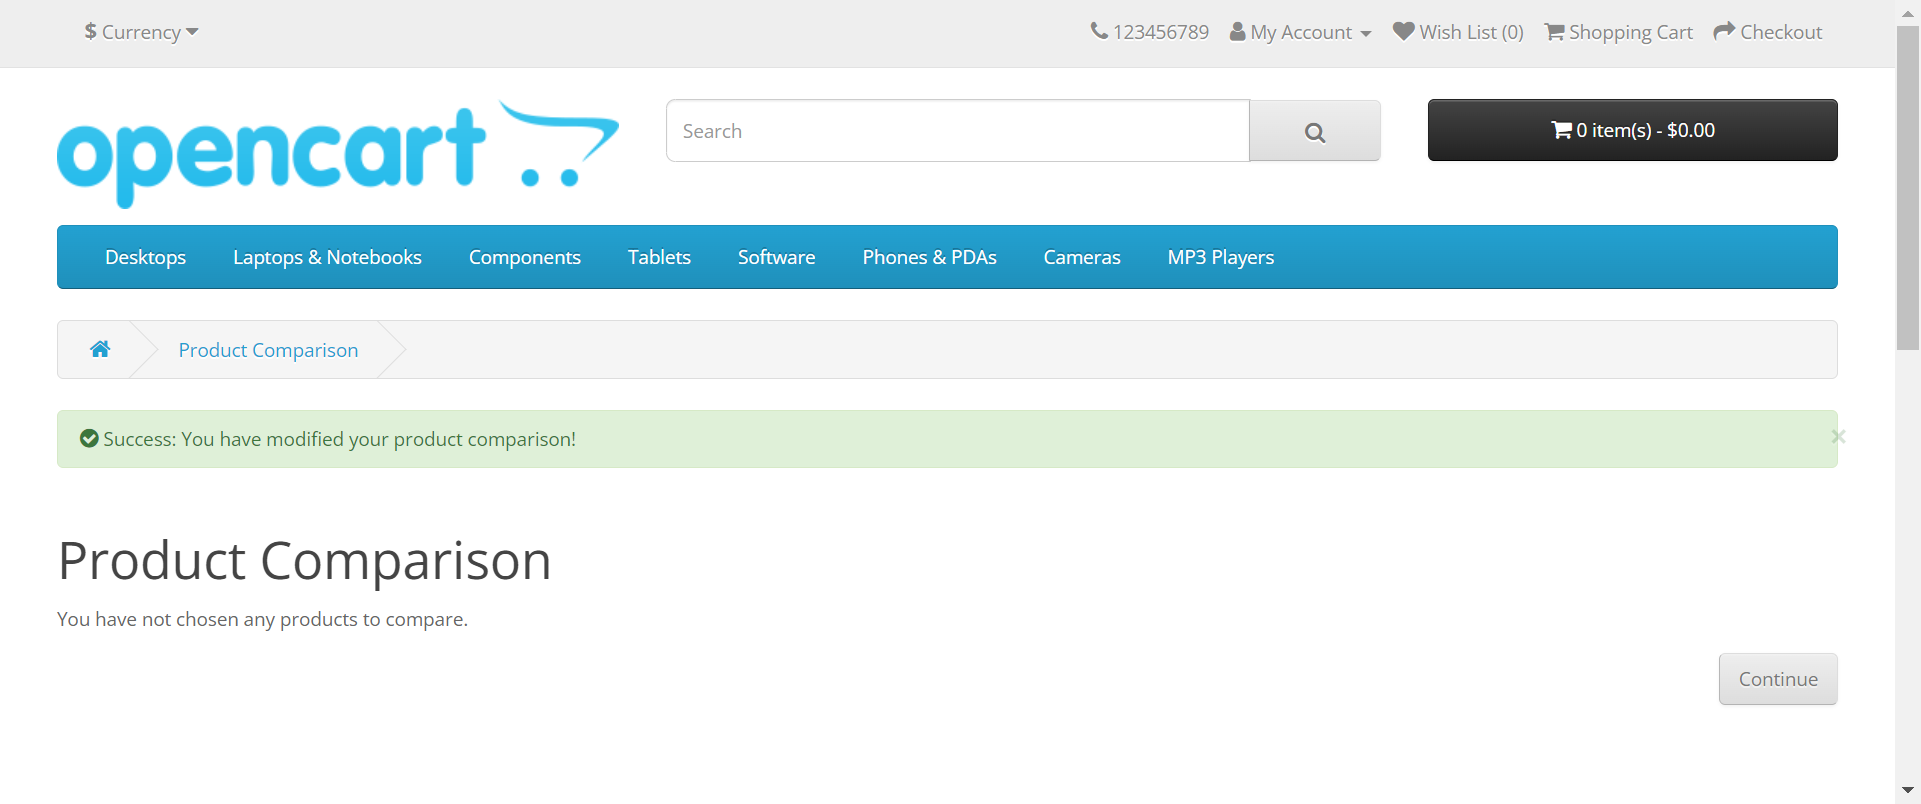 $ Currency
123456789 My Account Wish List (0) Shopping Cart Checkout
opencart
Search
0 item(s) - $0.00
Desktops Laptops & Notebooks Components Tablets Software Phones & PDAs Cameras MP3 Players
Product Comparison
Success: You have modified your product comparison!
×
Product Comparison
You have not chosen any products to compare.
Continue